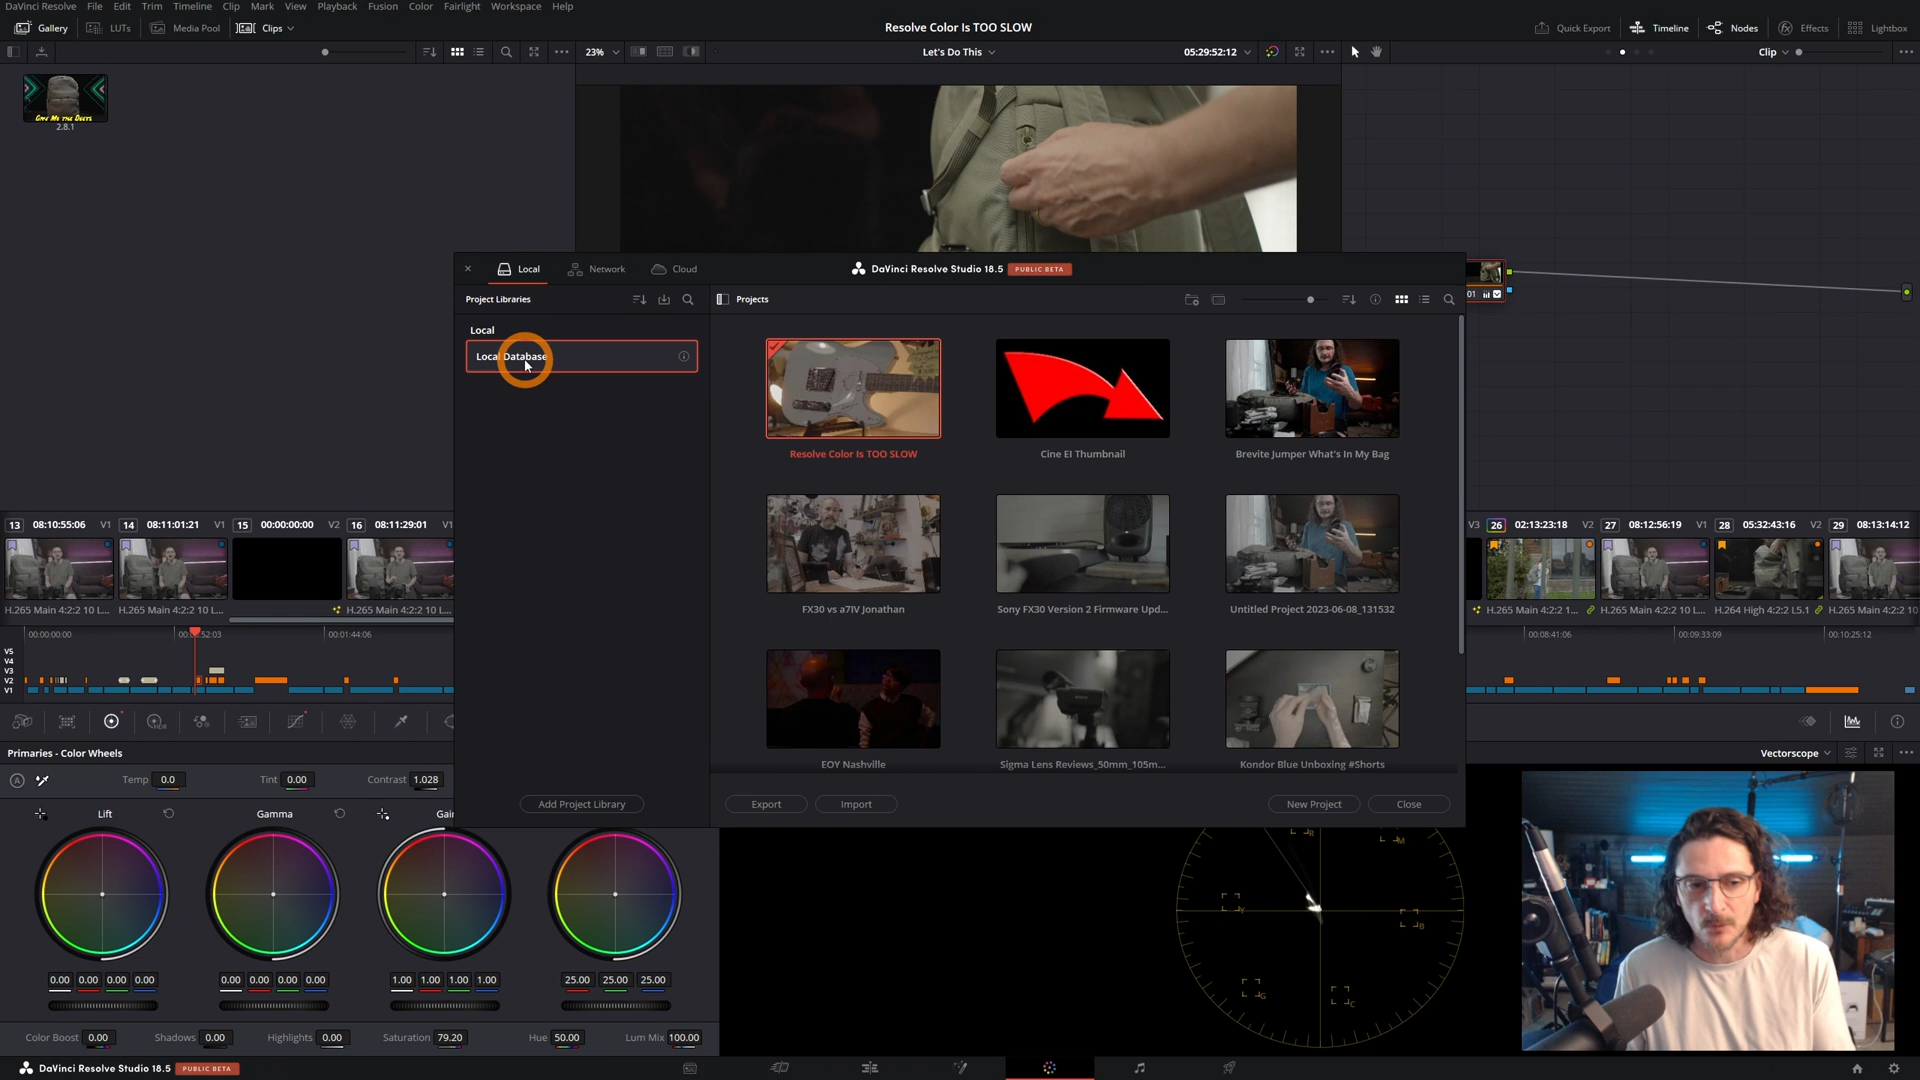 DaVinci Resolve File Edit Trim Timeline Clip Mark View Playback Fusion Color Fairlight Workspace Help
Gallery LUTs Media Pool Clips Resolve Color Is TOO SLOW Quick Export Timeline Nodes Effects Lightbox
23% Let's Do This 05:29:52:12 Clip
GIVE ME THE DEETS
2.8.1
Local Network Cloud DaVinci Resolve Studio 18.5 PUBLIC BETA
Project Libraries Projects
01
Local
Local Database
Resolve Color Is TOO SLOW Cine EI Thumbnail Brevite Jumper What's In My Bag
FX30 vs a7IV Jonathan Sony FX30 Version 2 Firmware Upd... Untitled Project 2023-06-08_131532
EOY Nashville Sigma Lens Reviews_50mm_105m... Kondor Blue Unboxing #Shorts
Add Project Library Export Import New Project Close
13 08:10:55:06 V1 14 08:11:01:21 V1 15 00:00:00:00 V2 16 08:11:29:01 V1
V3 26 02:13:23:18 V2 27 08:12:56:19 V1 28 05:32:43:16 V2 29 08:13:14:12
H.265 Main 4:2:2 10 L... H.265 Main 4:2:2 10 L... H.265 Main 4:2:2 10 L...
H.265 Main 4:2:2 1... H.265 Main 4:2:2 10 L... H.264 High 4:2:2 L5.1 H.265 Main 4:2:2 10
00:00:00:00 00:00:52:03 00:01:44:06
00:08:41:06 00:09:33:09 00:10:25:12
V5
V4
V3
V2
V1
Primaries - Color Wheels
Vectorscope
A Temp 0.0 Tint 0.00 Contrast 1.028
Lift Gamma Gai
R M
Y B
G C
0.00 0.00 0.00 0.00 0.00 0.00 0.00 0.00 1.00 1.00 1.00 1.00 25.00 25.00 25.00
Color Boost 0.00 Shadows 0.00 Highlights 0.00 Saturation 79.20 Hue 50.00 Lum Mix 100.00
DaVinci Resolve Studio 18.5 PUBLIC BETA